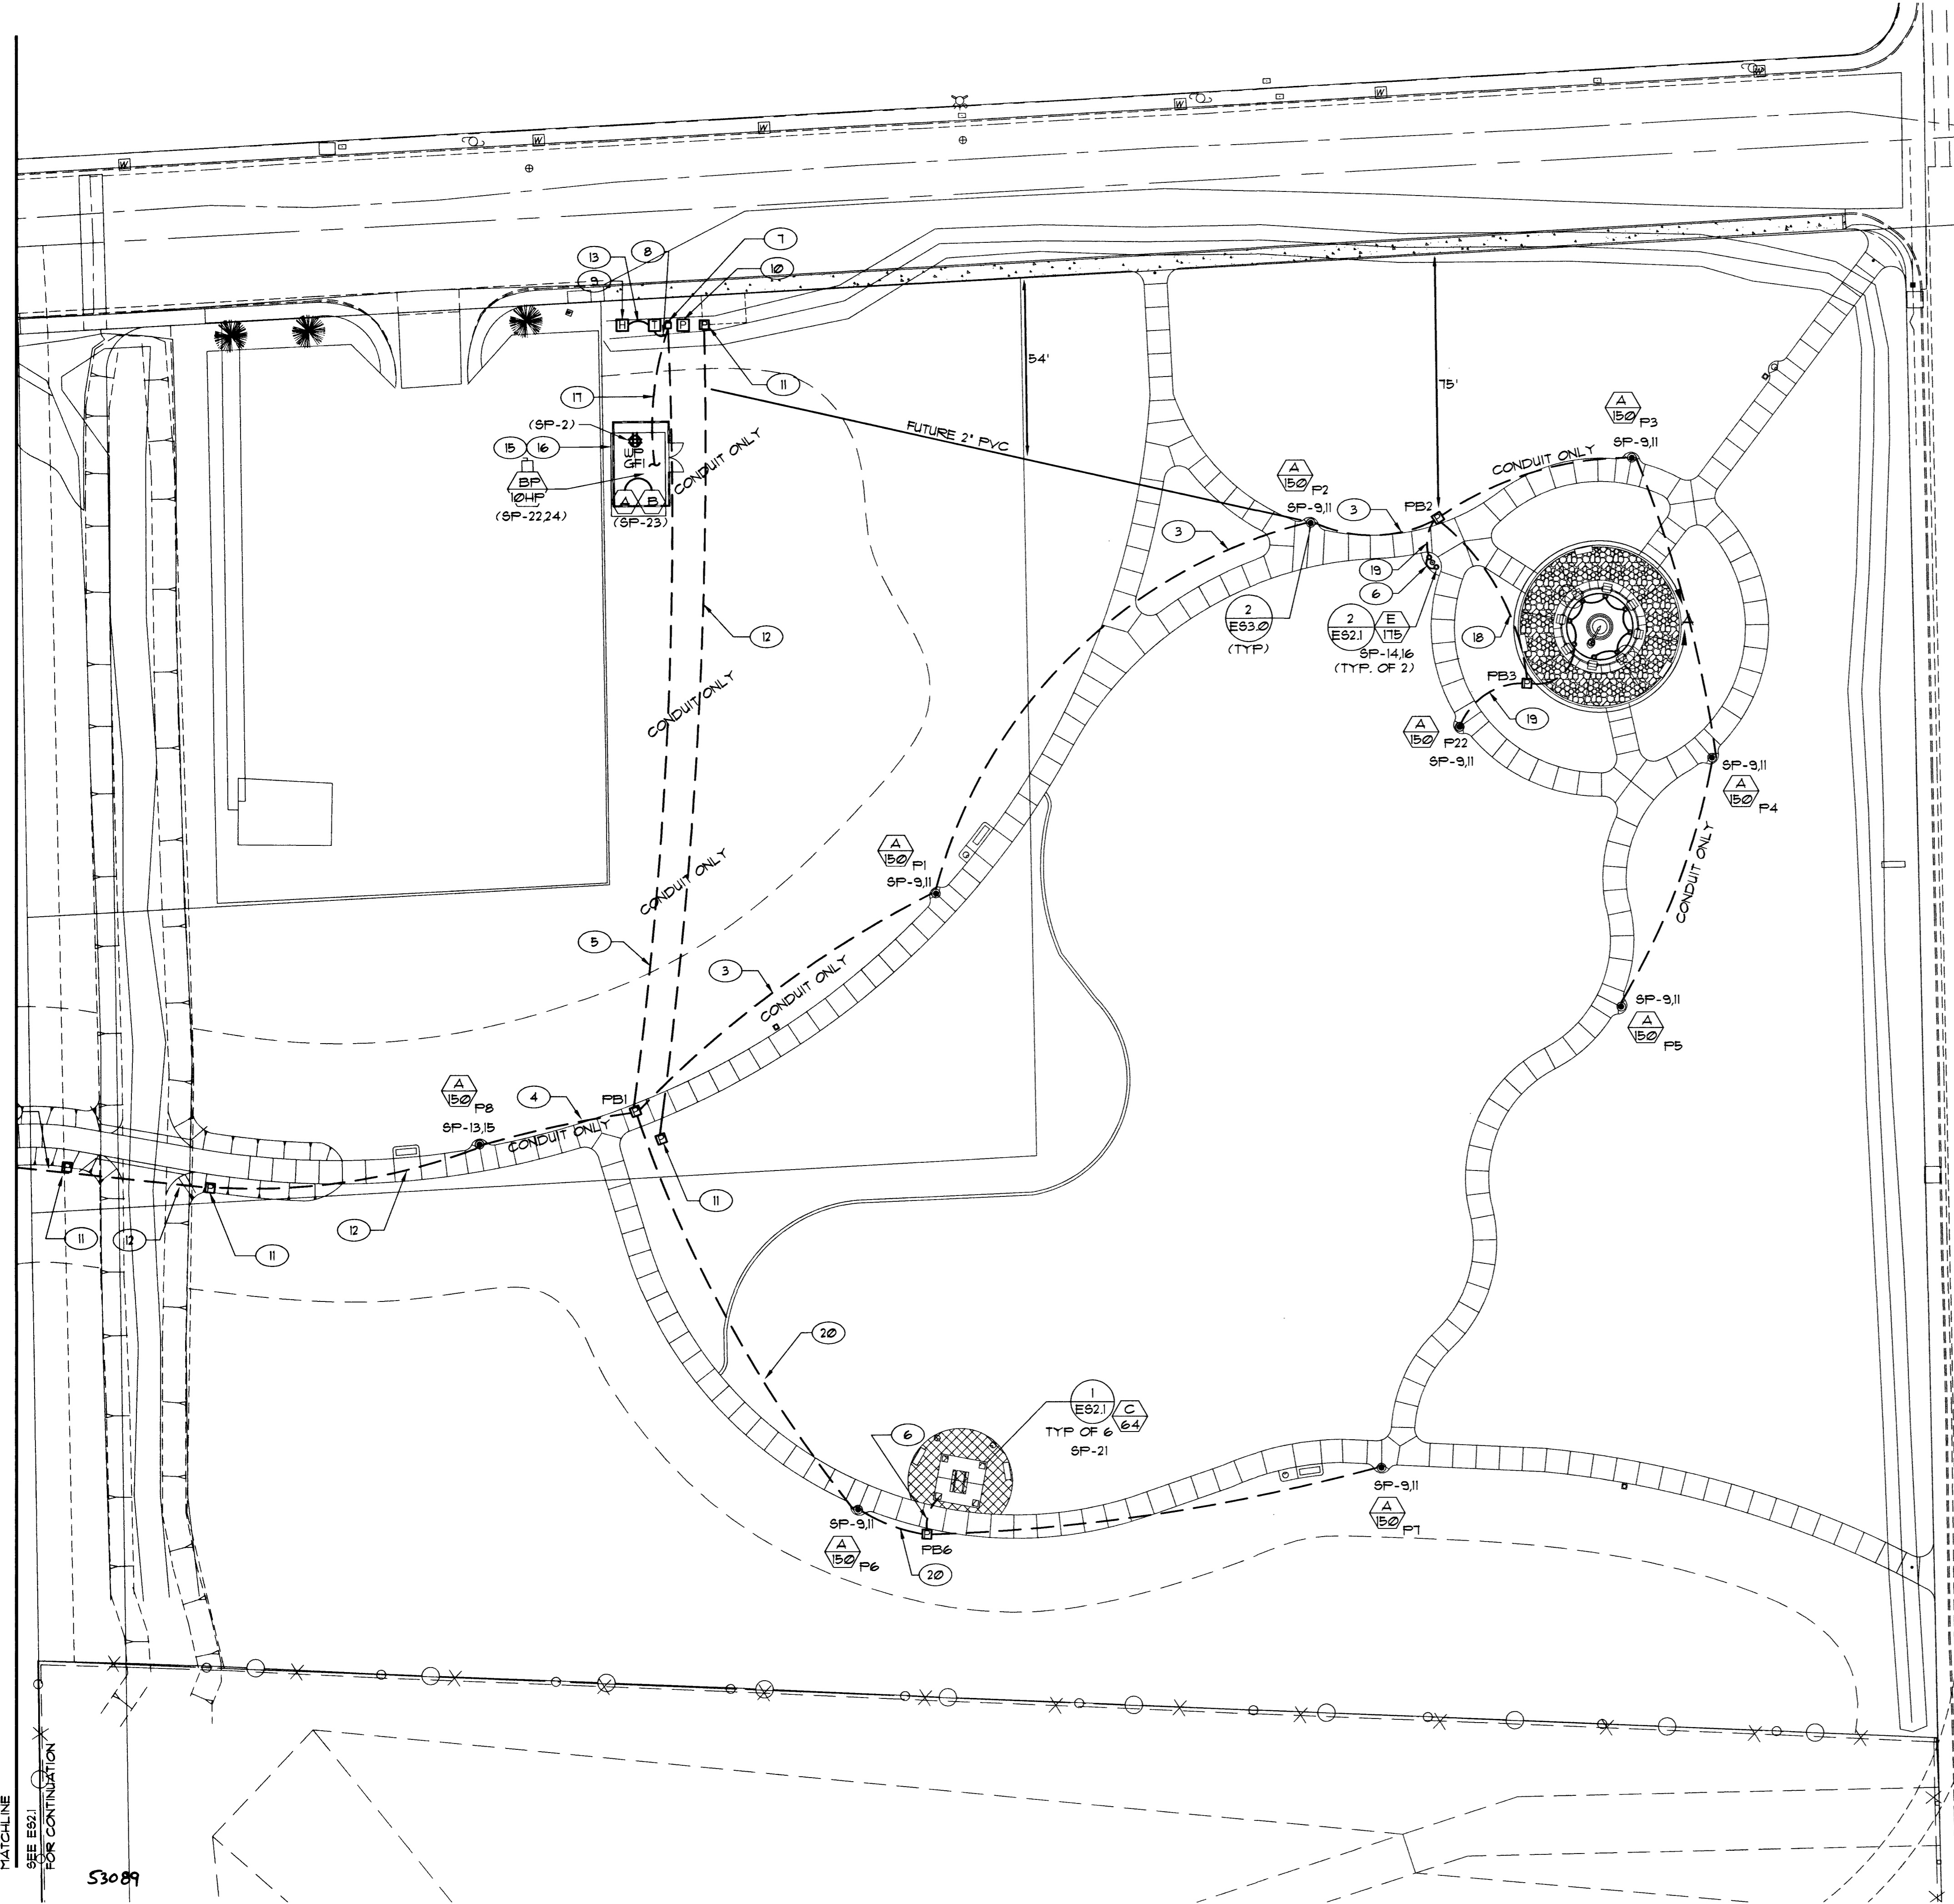 W
W
W
W
W
W
13
8
7
9
10
H
T
P
11
54'
75'
17
(SP-2)
15
16
WP
GFI
BP
10HP
(SP-22,24)
A
B
(SP-23)
CONDUIT ONLY
FUTURE 2" PVC
A
150
P2
SP-9,11
3
PB2
CONDUIT ONLY
A
150
P3
SP-9,11
3
19
6
2
ES3.0
(TYP)
2
ES2.1
E
175
SP-14,16
(TYP. OF 2)
18
A
12
CONDUIT ONLY
PB3
19
A
150
P22
SP-9,11
SP-9,11
A
150
P4
CONDUIT ONLY
A
150
P1
SP-9,11
CONDUIT ONLY
5
3
CONDUIT ONLY
SP-9,11
A
150
P5
A
150
P8
SP-13,15
4
PB1
CONDUIT ONLY
11
11
12
11
12
20
1
ES2.1
C
64
TYP OF 6
SP-21
6
SP-9,11
A
150
P6
PB6
20
SP-9,11
A
150
P7
MATCHLINE
SEE ES2.1
FOR CONTINUATION
53089